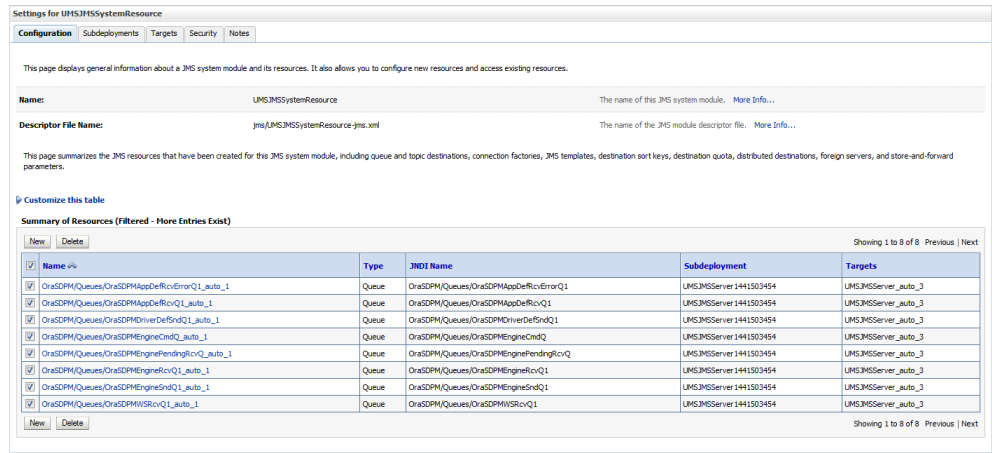 Settings for UMSJMSSystemResource
Configuration Subdeployments Targets Security Notes
This page displays general information about a JMS system module and its resources. It also allows you to configure new resources and access existing resources.
Name: UMSJMSSystemResource The name of this JMS system module. More Info...
Descriptor File Name: jms/UMSJMSSystemResource-jms.xml The name of the JMS module descriptor file. More Info...
This page summarizes the JMS resources that have been created for this JMS system module, including queue and topic destinations, connection factories, JMS templates, destination sort keys, destination quota, distributed destinations, foreign servers, and store-and-forward
parameters.
Customize this table
Summary of Resources (Filtered - More Entries Exist)
New Delete Showing 1 to 8 of 8 Previous | Next
Name Type JNDI Name Subdeployment Targets
OraSDPM/Queues/OraSDPMAppDefRcvErrorQ1_auto_1 Queue OraSDPM/Queues/OraSDPMAppDefRcvErrorQ1 UMSJMSServer1441503454 UMSJMSServer_auto_3
OraSDPM/Queues/OraSDPMAppDefRcvQ1_auto_1 Queue OraSDPM/Queues/OraSDPMAppDefRcvQ1 UMSJMSServer1441503454 UMSJMSServer_auto_3
OraSDPM/Queues/OraSDPMDriverDefSndQ1_auto_1 Queue OraSDPM/Queues/OraSDPMDriverDefSndQ1 UMSJMSServer1441503454 UMSJMSServer_auto_3
OraSDPM/Queues/OraSDPMEngineCmdQ_auto_1 Queue OraSDPM/Queues/OraSDPMEngineCmdQ UMSJMSServer1441503454 UMSJMSServer_auto_3
OraSDPM/Queues/OraSDPMEnginePendingRcvQ_auto_1 Queue OraSDPM/Queues/OraSDPMEnginePendingRcvQ UMSJMSServer1441503454 UMSJMSServer_auto_3
OraSDPM/Queues/OraSDPMEngineRcvQ1_auto_1 Queue OraSDPM/Queues/OraSDPMEngineRcvQ1 UMSJMSServer1441503454 UMSJMSServer_auto_3
OraSDPM/Queues/OraSDPMEngineSndQ1_auto_1 Queue OraSDPM/Queues/OraSDPMEngineSndQ1 UMSJMSServer1441503454 UMSJMSServer_auto_3
OraSDPM/Queues/OraSDPMWSRcvQ1_auto_1 Queue OraSDPM/Queues/OraSDPMWSRcvQ1 UMSJMSServer1441503454 UMSJMSServer_auto_3
New Delete Showing 1 to 8 of 8 Previous | Next